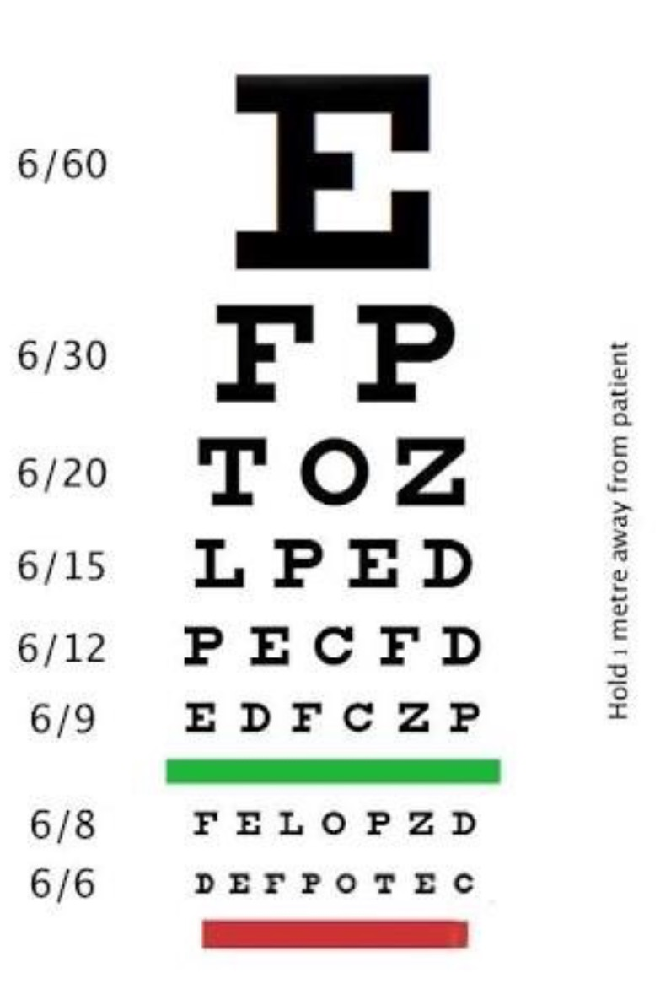 6/60 E
6/30 F P
6/20 T O Z
6/15 L P E D
6/12 P E C F D
6/9 E D F C Z P
6/8 F E L O P Z D
6/6 D E F P O T E C
Hold 1 metre away from patient